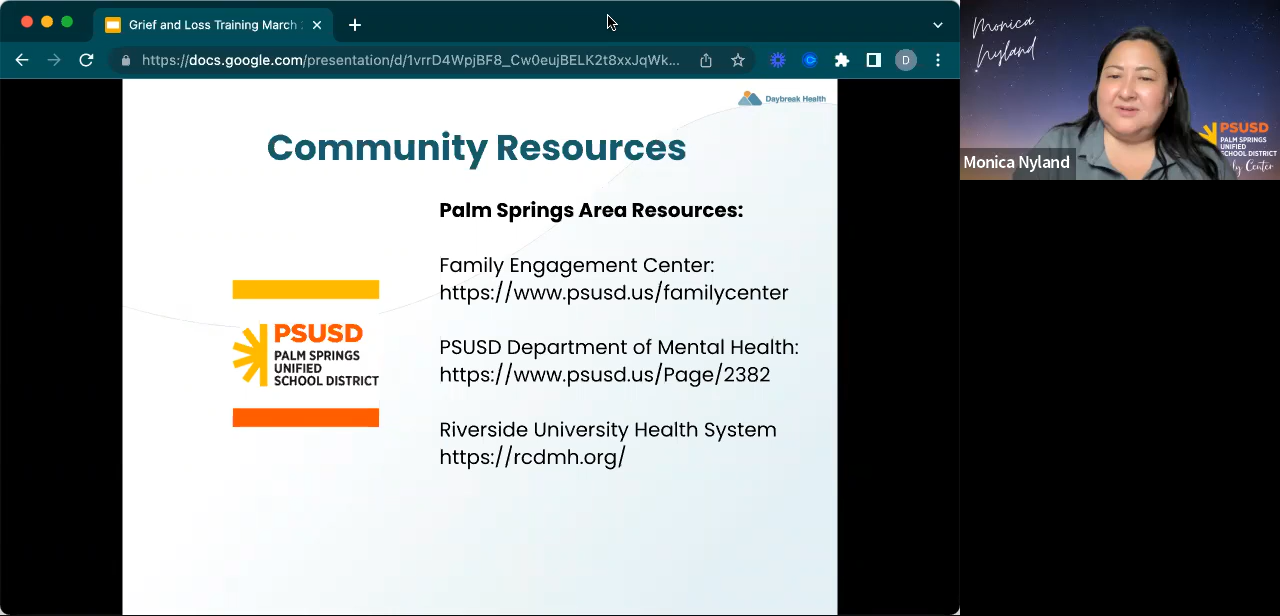 Grief and Loss Training March
https://docs.google.com/presentation/d/1vrrD4WpjBF8_Cw0eujBELK2t8xxJqWk...
D
Daybreak Health
Community Resources
Palm Springs Area Resources:
Family Engagement Center:
https://www.psusd.us/familycenter
PSUSD Department of Mental Health:
https://www.psusd.us/Page/2382
Riverside University Health System
https://rcdmh.org/
PSUSD
PALM SPRINGS
UNIFIED
SCHOOL DISTRICT
Monica
Nyland
PSUSD
PALM SPRINGS
UNIFIED
SCHOOL DISTRICT
Center
Monica Nyland